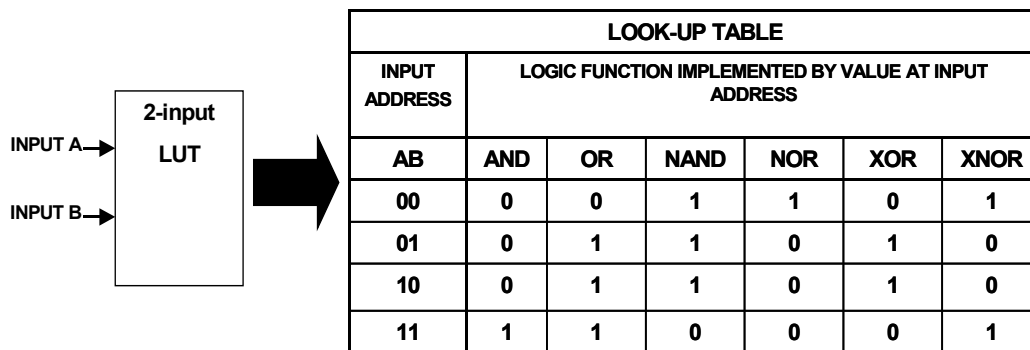 LOOK-UP TABLE
INPUT ADDRESS
LOGIC FUNCTION IMPLEMENTED BY VALUE AT INPUT
ADDRESS
2-input
LUT
INPUT A
INPUT B
AB AND OR NAND NOR XOR XNOR
00 0 0 1 1 0 1
01 0 1 1 0 1 0
10 0 1 1 0 1 0
11 1 1 0 0 0 1